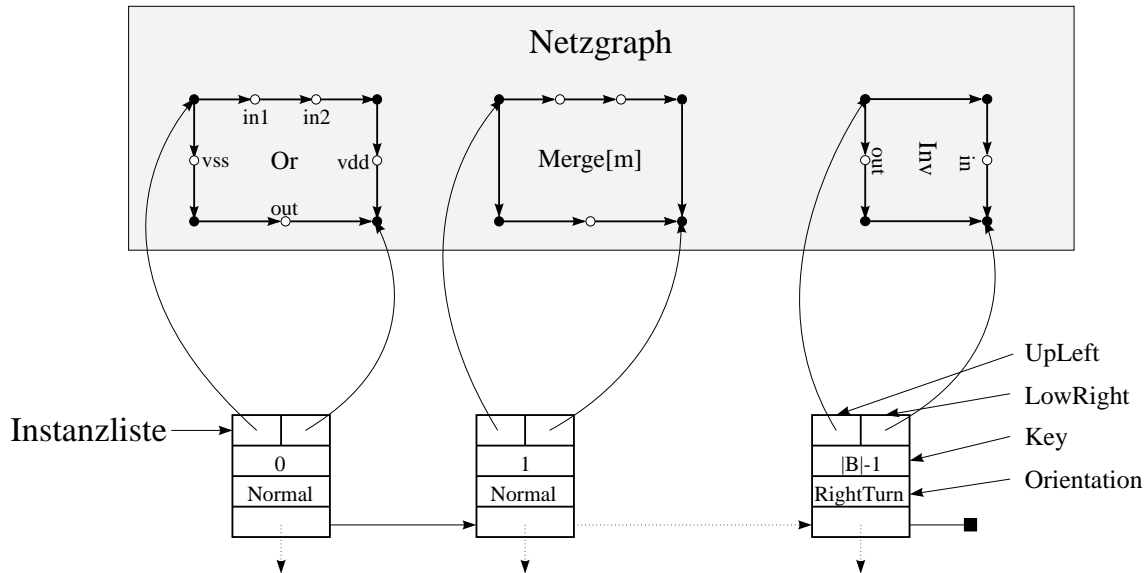 Netzgraph
in1
in2
vss
Or
vdd
out
Merge[m]
out
Inv
in
UpLeft
LowRight
Instanzliste
Key
0
1
|B|-1
Normal
Normal
RightTurn
Orientation